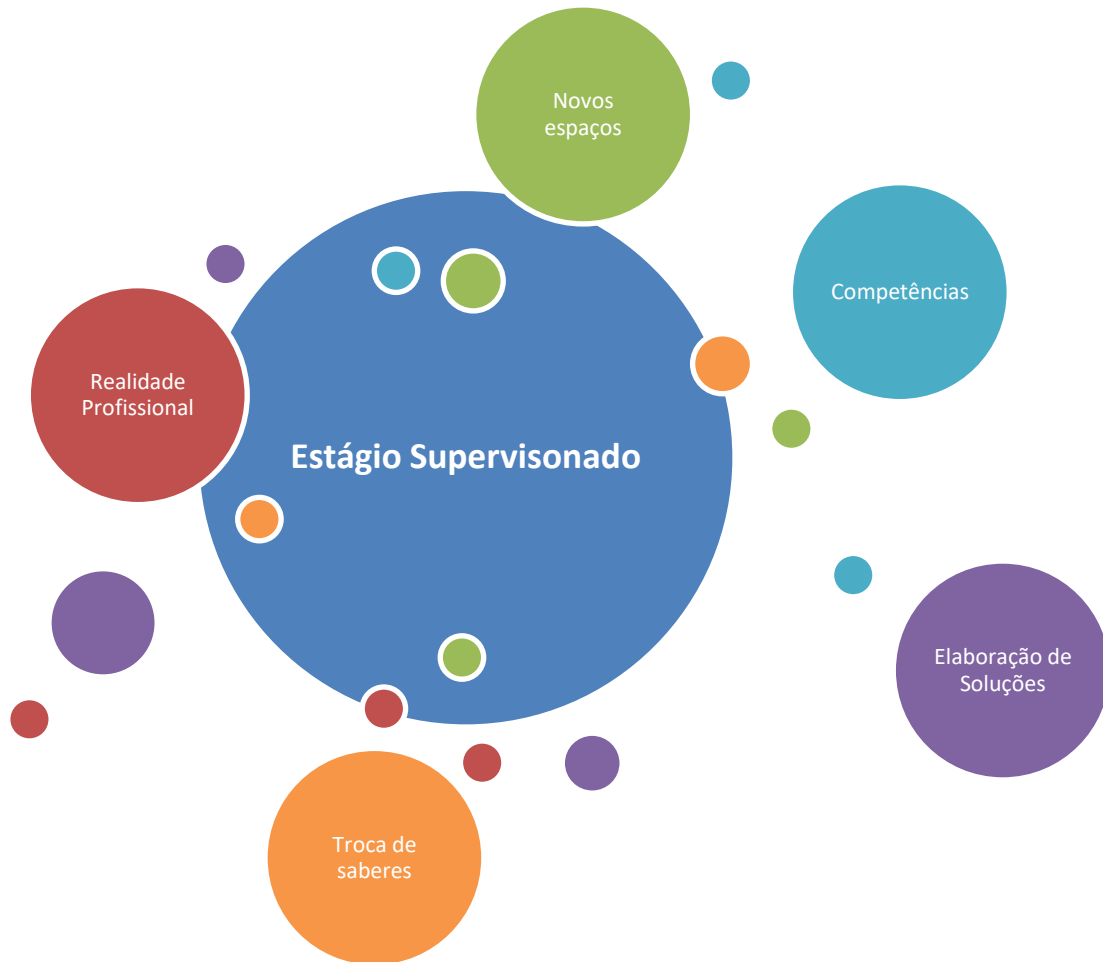 Novos
espaços
Competências
Realidade
Profissional
Estágio Supervisonado
Elaboração de
Soluções
Troca de
saberes